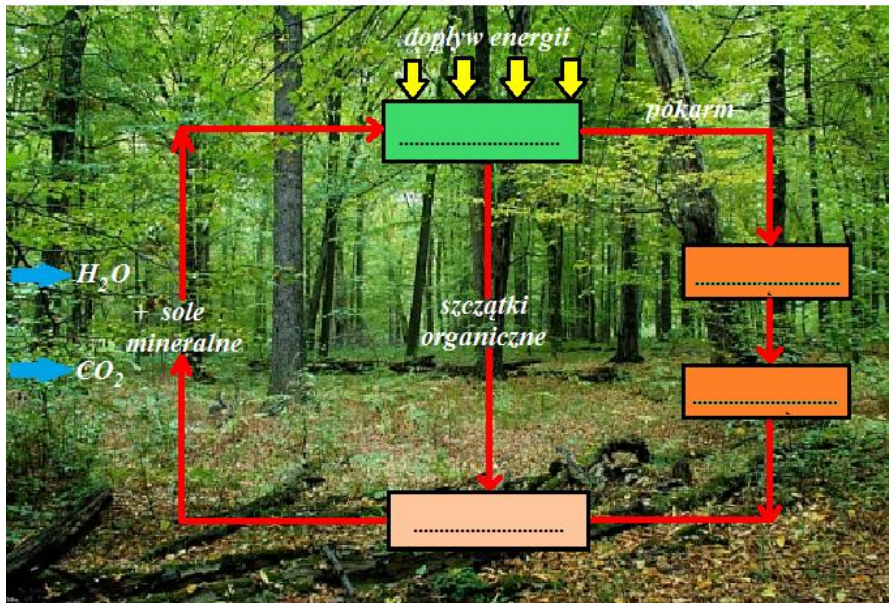 dopływ energii
..............................
pokarm
..............................
H₂O
+ sole
mineralne
CO₂
szczątki
organiczne
..............................
..............................